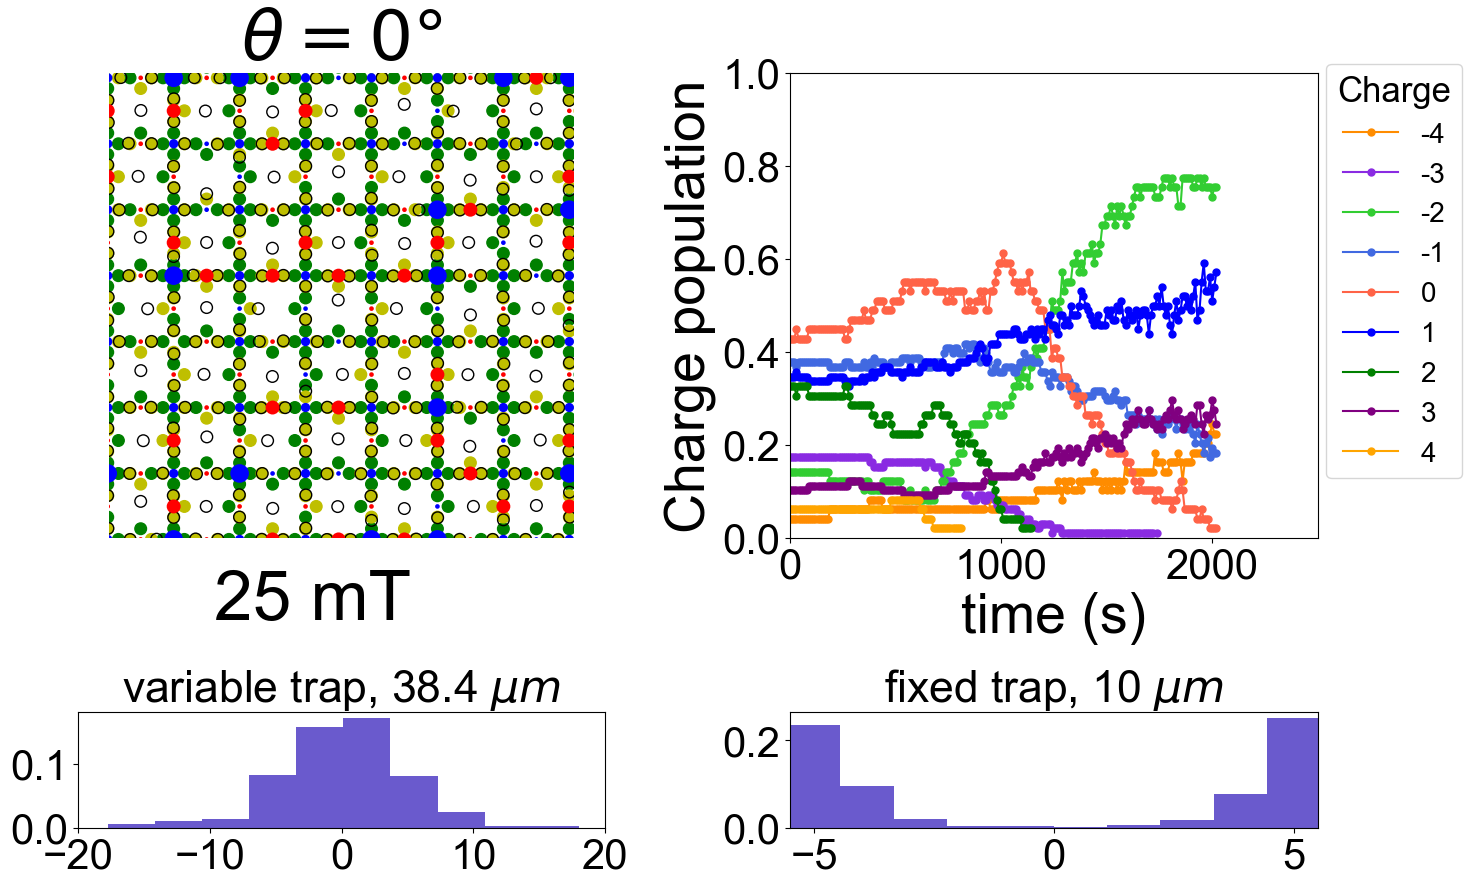 θ = 0°
25 mT
1.0
0.8
0.6
0.4
0.2
0.0
0 1000 2000
Charge population
time (s)
Charge
-4
-3
-2
-1
0
1
2
3
4
variable trap, 38.4 μm
0.1
0.0
−20 −10 0 10 20
fixed trap, 10 μm
0.2
0.0
−5 0 5